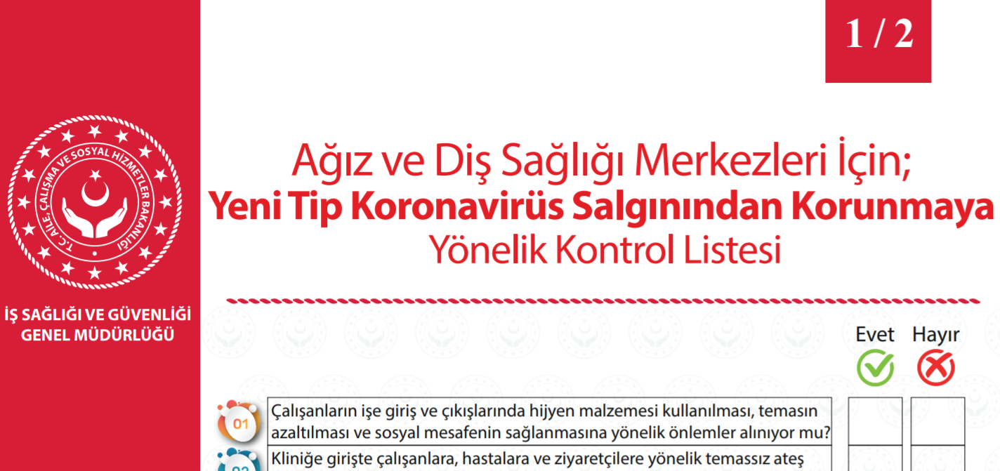 1 / 2
T.C. AİLE, ÇALIŞMA VE SOSYAL HİZMETLER BAKANLIĞI
İŞ SAĞLIĞI VE GÜVENLİĞİ
GENEL MÜDÜRLÜĞÜ
Ağız ve Diş Sağlığı Merkezleri İçin;
Yeni Tip Koronavirüs Salgınından Korunmaya
Yönelik Kontrol Listesi
Evet Hayır
01
Çalışanların işe giriş ve çıkışlarında hijyen malzemesi kullanılması, temasın
azaltılması ve sosyal mesafenin sağlanmasına yönelik önlemler alınıyor mu?
02
Kliniğe girişte çalışanlara, hastalara ve ziyaretçilere yönelik temassız ateş